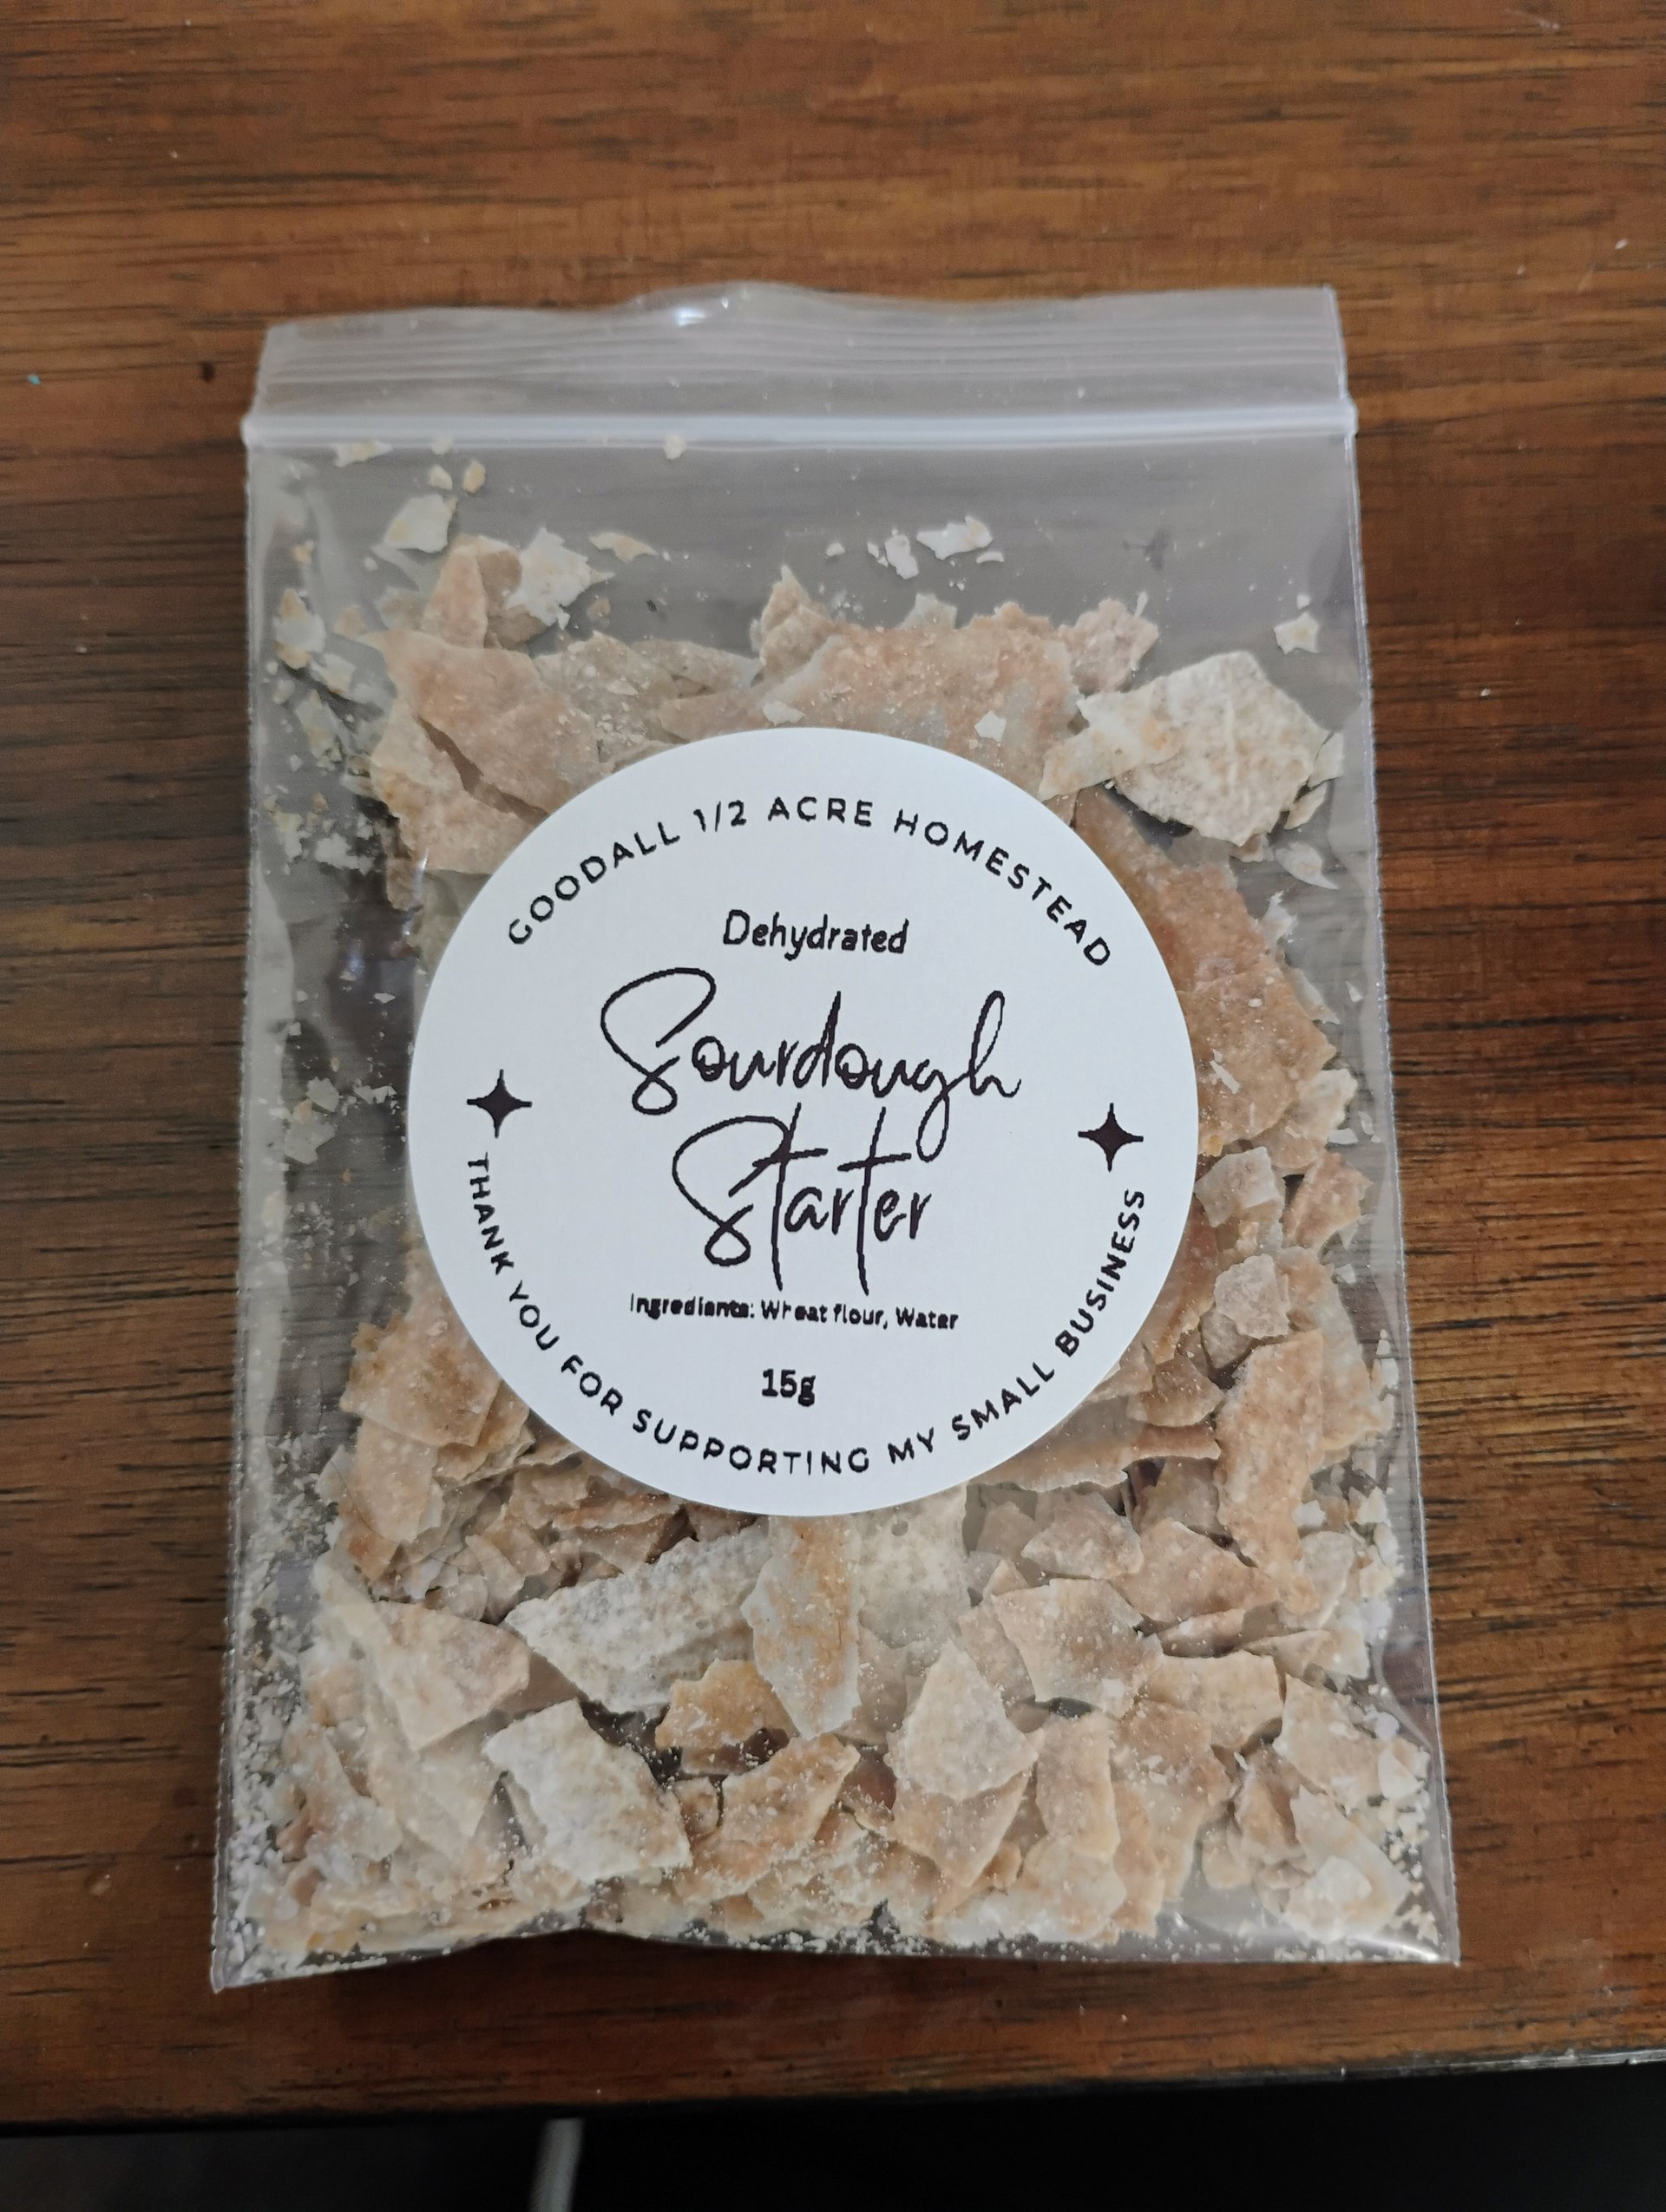 GOODALL 1/2 ACRE HOMESTEAD
Dehydrated
Sourdough
Starter
Ingredients: Wheat flour, Water
15g
THANK YOU FOR SUPPORTING MY SMALL BUSINESS